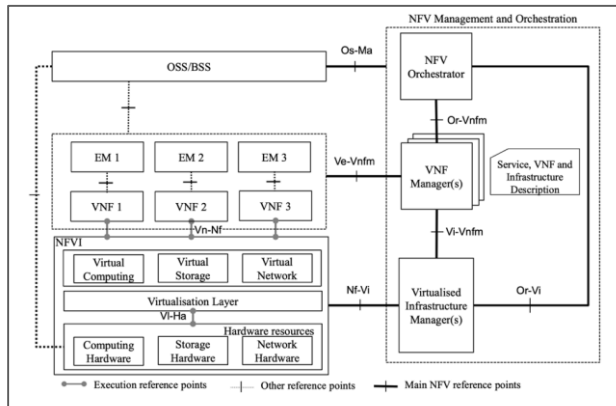 NFV Management and Orchestration
Os-Ma
OSS/BSS
NFV
Orchestrator
Or-Vnfm
EM 1
EM 2
EM 3
Ve-Vnfm
VNF
Manager(s)
Service, VNF and
Infrastructure
Description
VNF 1
VNF 2
VNF 3
Vn-Nf
NFVI
Vi-Vnfm
Virtual
Computing
Virtual
Storage
Virtual
Network
Virtualisation Layer
Nf-Vi
Virtualised
Infrastructure
Manager(s)
Or-Vi
Vl-Ha
Hardware resources
Computing
Hardware
Storage
Hardware
Network
Hardware
Execution reference points
Other reference points
Main NFV reference points